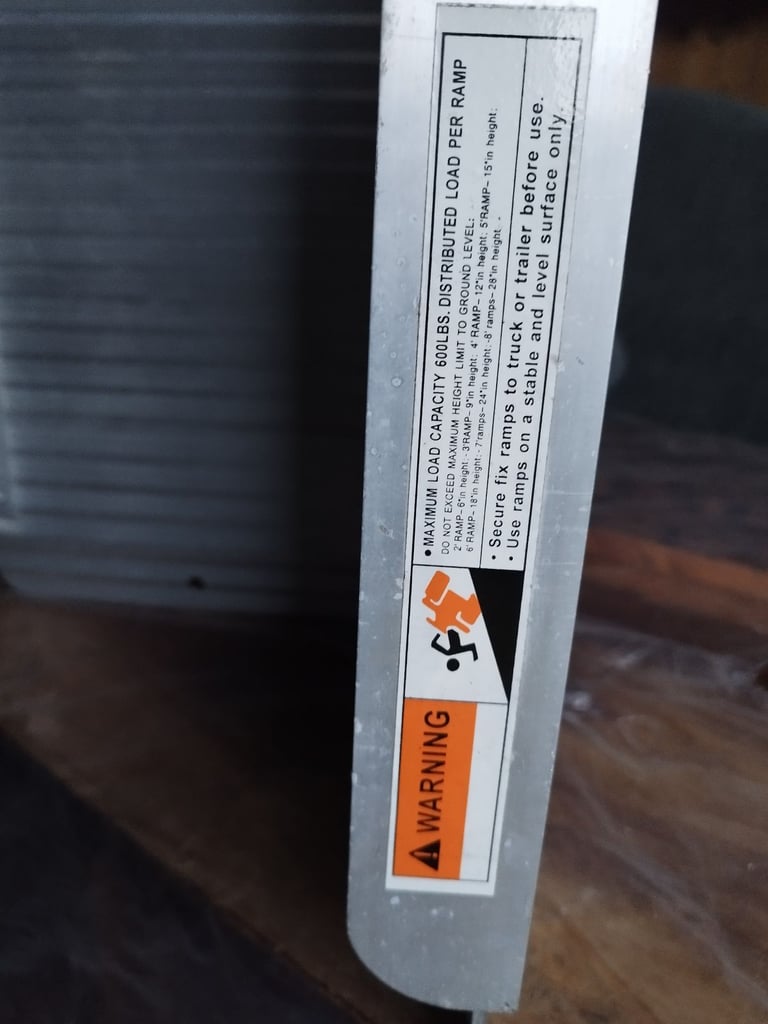 WARNING
• MAXIMUM LOAD CAPACITY 600LBS. DISTRIBUTED LOAD PER RAMP
DO NOT EXCEED MAXIMUM HEIGHT LIMIT TO GROUND LEVEL:
2' RAMP- 6"in height:- 3'RAMP- 9"in height: 4' RAMP- 12"in height: 5'RAMP- 15"in height:
6' RAMP- 18"in height:- 7'ramps- 24"in height:-8' ramps- 28"in height: -
• Secure fix ramps to truck or trailer before use.
• Use ramps on a stable and level surface only.